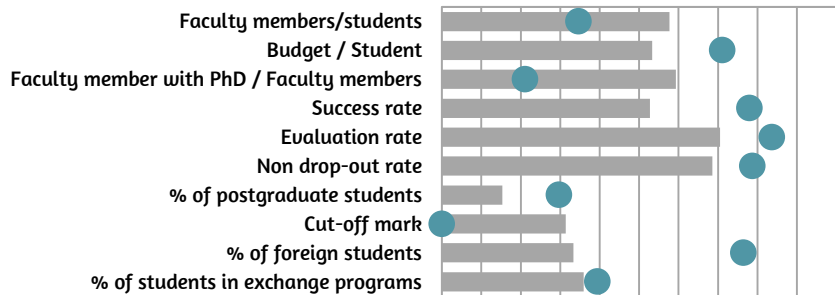 Faculty members/students
Budget / Student
Faculty member with PhD / Faculty members
Success rate
Evaluation rate
Non drop-out rate
% of postgraduate students
Cut-off mark
% of foreign students
% of students in exchange programs